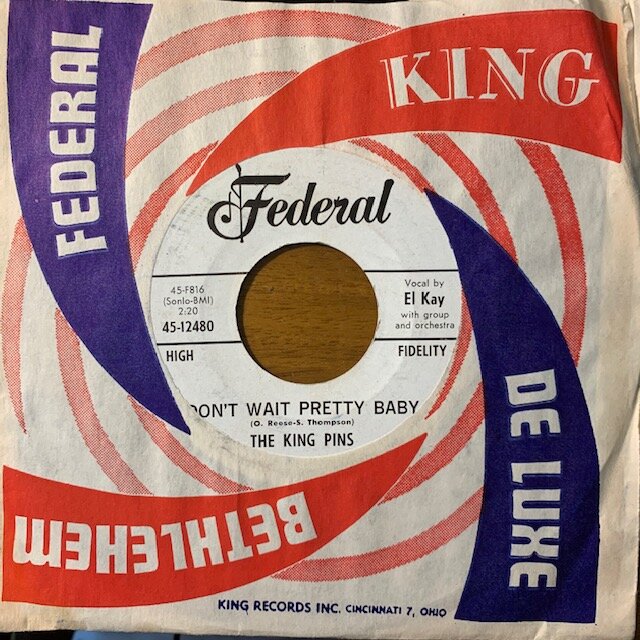 FEDERAL
KING
Federal
45-F816
(Sonlo-BMI)
2:20
45-12480
Vocal by
El Kay
with group
and orchestra
HIGH FIDELITY
DON'T WAIT PRETTY BABY
(O. Reese-S. Thompson)
THE KING PINS
DE LUXE
BETHLEHEM
KING RECORDS INC. CINCINNATI 7, OHIO